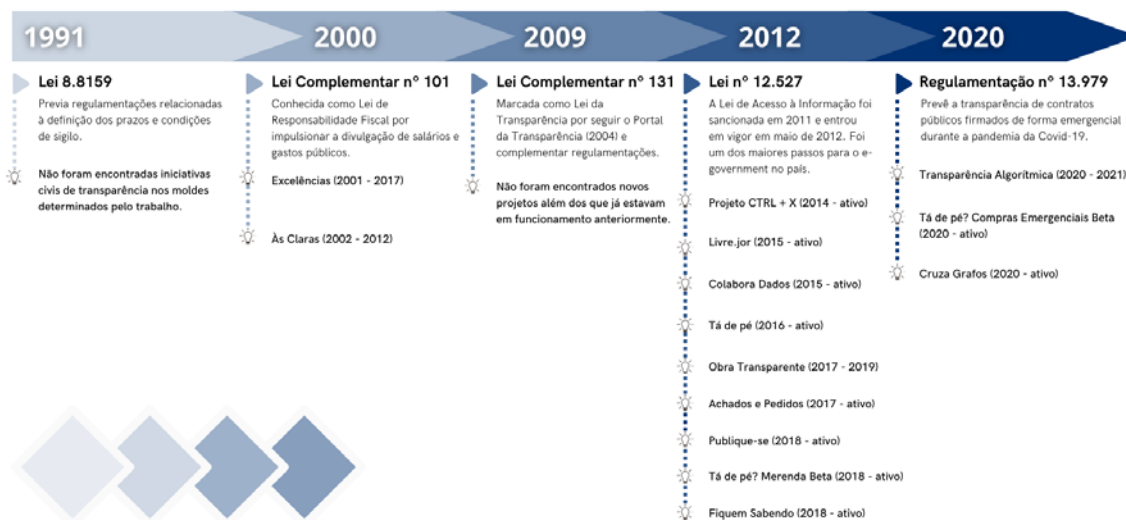 1991
2000
2009
2012
2020
Lei 8.8159
Previa regulamentações relacionadas
à definição dos prazos e condições
de sigilo.
Não foram encontradas iniciativas
civis de transparência nos moldes
determinados pelo trabalho.
Lei Complementar nº 101
Conhecida como Lei de
Responsabilidade Fiscal por
impulsionar a divulgação de salários e
gastos públicos.
Excelências (2001 - 2017)
Às Claras (2002 - 2012)
Lei Complementar nº 131
Marcada como Lei da
Transparência por seguir o Portal
da Transparência (2004) e
complementar regulamentações.
Não foram encontrados novos
projetos além dos que já estavam
em funcionamento anteriormente.
Lei nº 12.527
A Lei de Acesso à Informação foi
sancionada em 2011 e entrou
em vigor em maio de 2012. Foi
um dos maiores passos para o e-
government no país.
Projeto CTRL + X (2014 - ativo)
Livre.jor (2015 - ativo)
Colabora Dados (2015 - ativo)
Tá de pé (2016 - ativo)
Obra Transparente (2017 - 2019)
Achados e Pedidos (2017 - ativo)
Publique-se (2018 - ativo)
Tá de pé? Merenda Beta (2018 - ativo)
Fiquem Sabendo (2018 - ativo)
Regulamentação nº 13.979
Prevê a transparência de contratos
públicos firmados de forma emergencial
durante a pandemia da Covid-19.
Transparência Algorítmica (2020 - 2021)
Tá de pé? Compras Emergenciais Beta
(2020 - ativo)
Cruza Grafos (2020 - ativo)